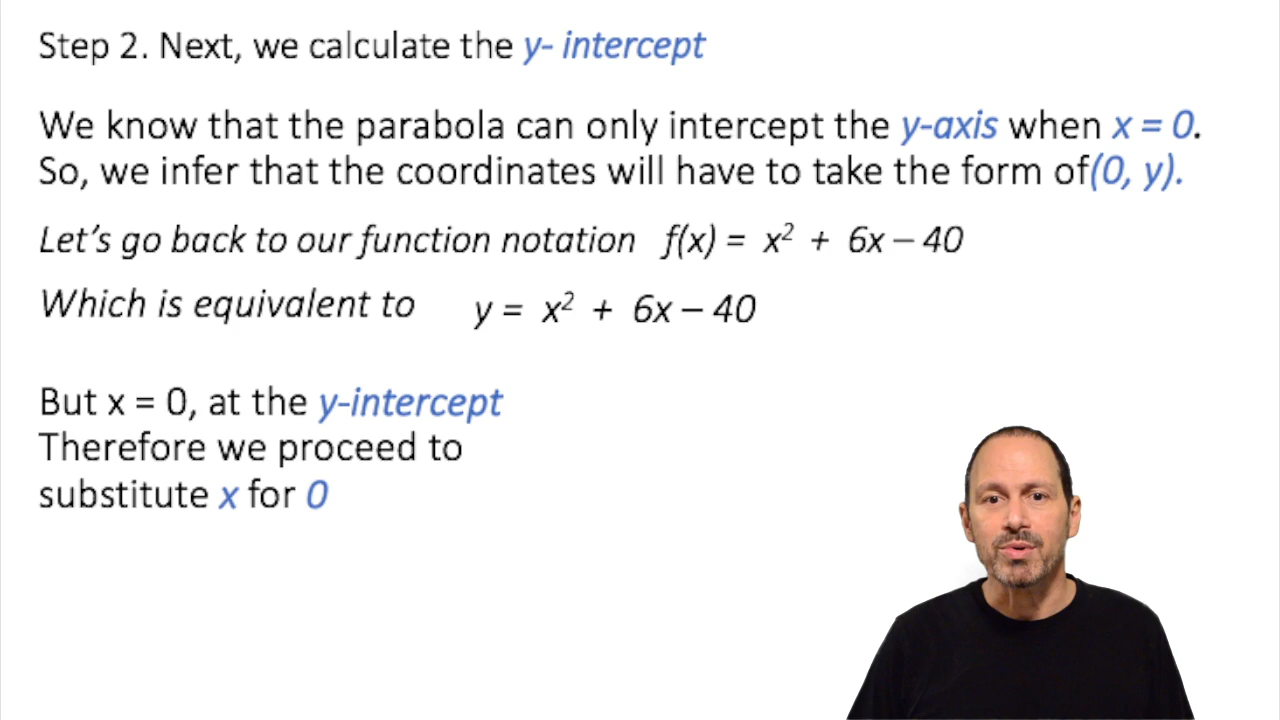 Step 2. Next, we calculate the y- intercept
We know that the parabola can only intercept the y-axis when x = 0.
So, we infer that the coordinates will have to take the form of(0, y).
Let’s go back to our function notation f(x) = x² + 6x – 40
Which is equivalent to y = x² + 6x – 40
But x = 0, at the y-intercept
Therefore we proceed to
substitute x for 0